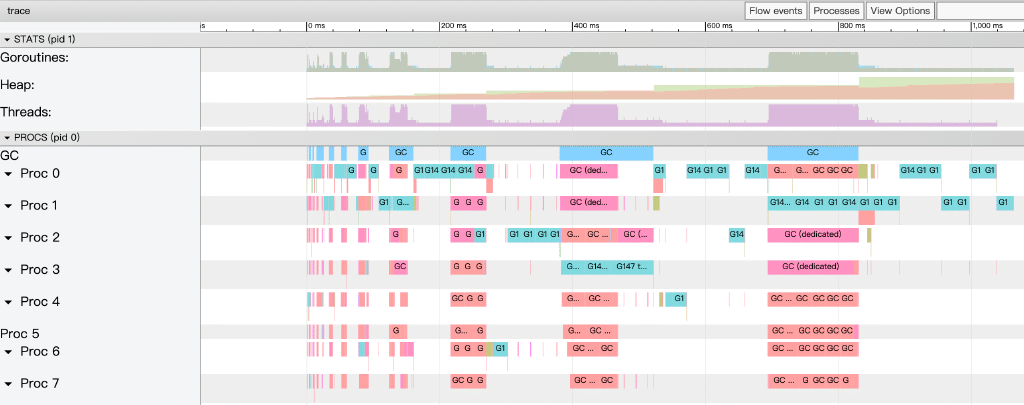 trace Flow events Processes View Options
is 0 ms 200 ms 400 ms 600 ms 800 ms 1,000 ms
STATS (pid 1)
Goroutines:
Heap:
Threads:
PROCS (pid 0)
GC G GC GC GC GC
Proc 0 G G G G1 G14 G14 G14 G GC (ded... G1 G14 G1 G1 G14 G... G... GC GC GC G14 G1 G1 G1 G1
Proc 1 G1 G... G G G GC (ded... G14... G14 G1 G1 G14 G1 G1 G1 G1 G1 G1
Proc 2 G G G G1 G1 G1 G1 G1 G... GC ... GC (... G14 GC (dedicated)
Proc 3 GC G G G G... G14... G147 t... GC (dedicated)
Proc 4 GC G G G... GC ... G1 GC ... GC GC GC GC
Proc 5 G G... G G... GC ... GC ... GC GC GC GC
Proc 6 G G G G1 GC ... GC GC ... GC GC GC GC
Proc 7 GC G G GC ... GC GC ... G GC GC G